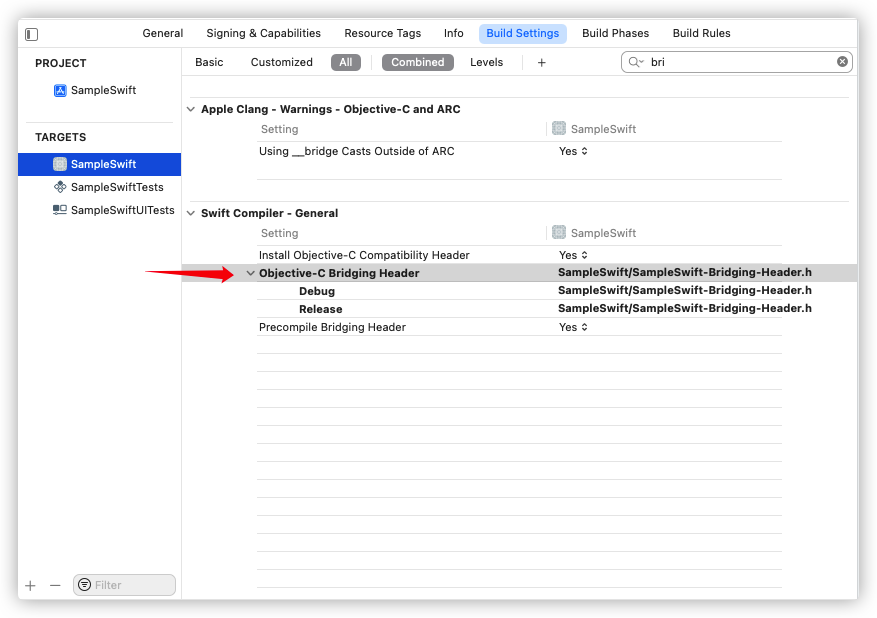 General Signing & Capabilities Resource Tags Info Build Settings Build Phases Build Rules
PROJECT
SampleSwift
TARGETS
SampleSwift
SampleSwiftTests
SampleSwiftUITests
Filter
Basic Customized All Combined Levels + bri
Apple Clang - Warnings - Objective-C and ARC
Setting SampleSwift
Using __bridge Casts Outside of ARC Yes
Swift Compiler - General
Setting SampleSwift
Install Objective-C Compatibility Header Yes
Objective-C Bridging Header SampleSwift/SampleSwift-Bridging-Header.h
Debug SampleSwift/SampleSwift-Bridging-Header.h
Release SampleSwift/SampleSwift-Bridging-Header.h
Precompile Bridging Header Yes